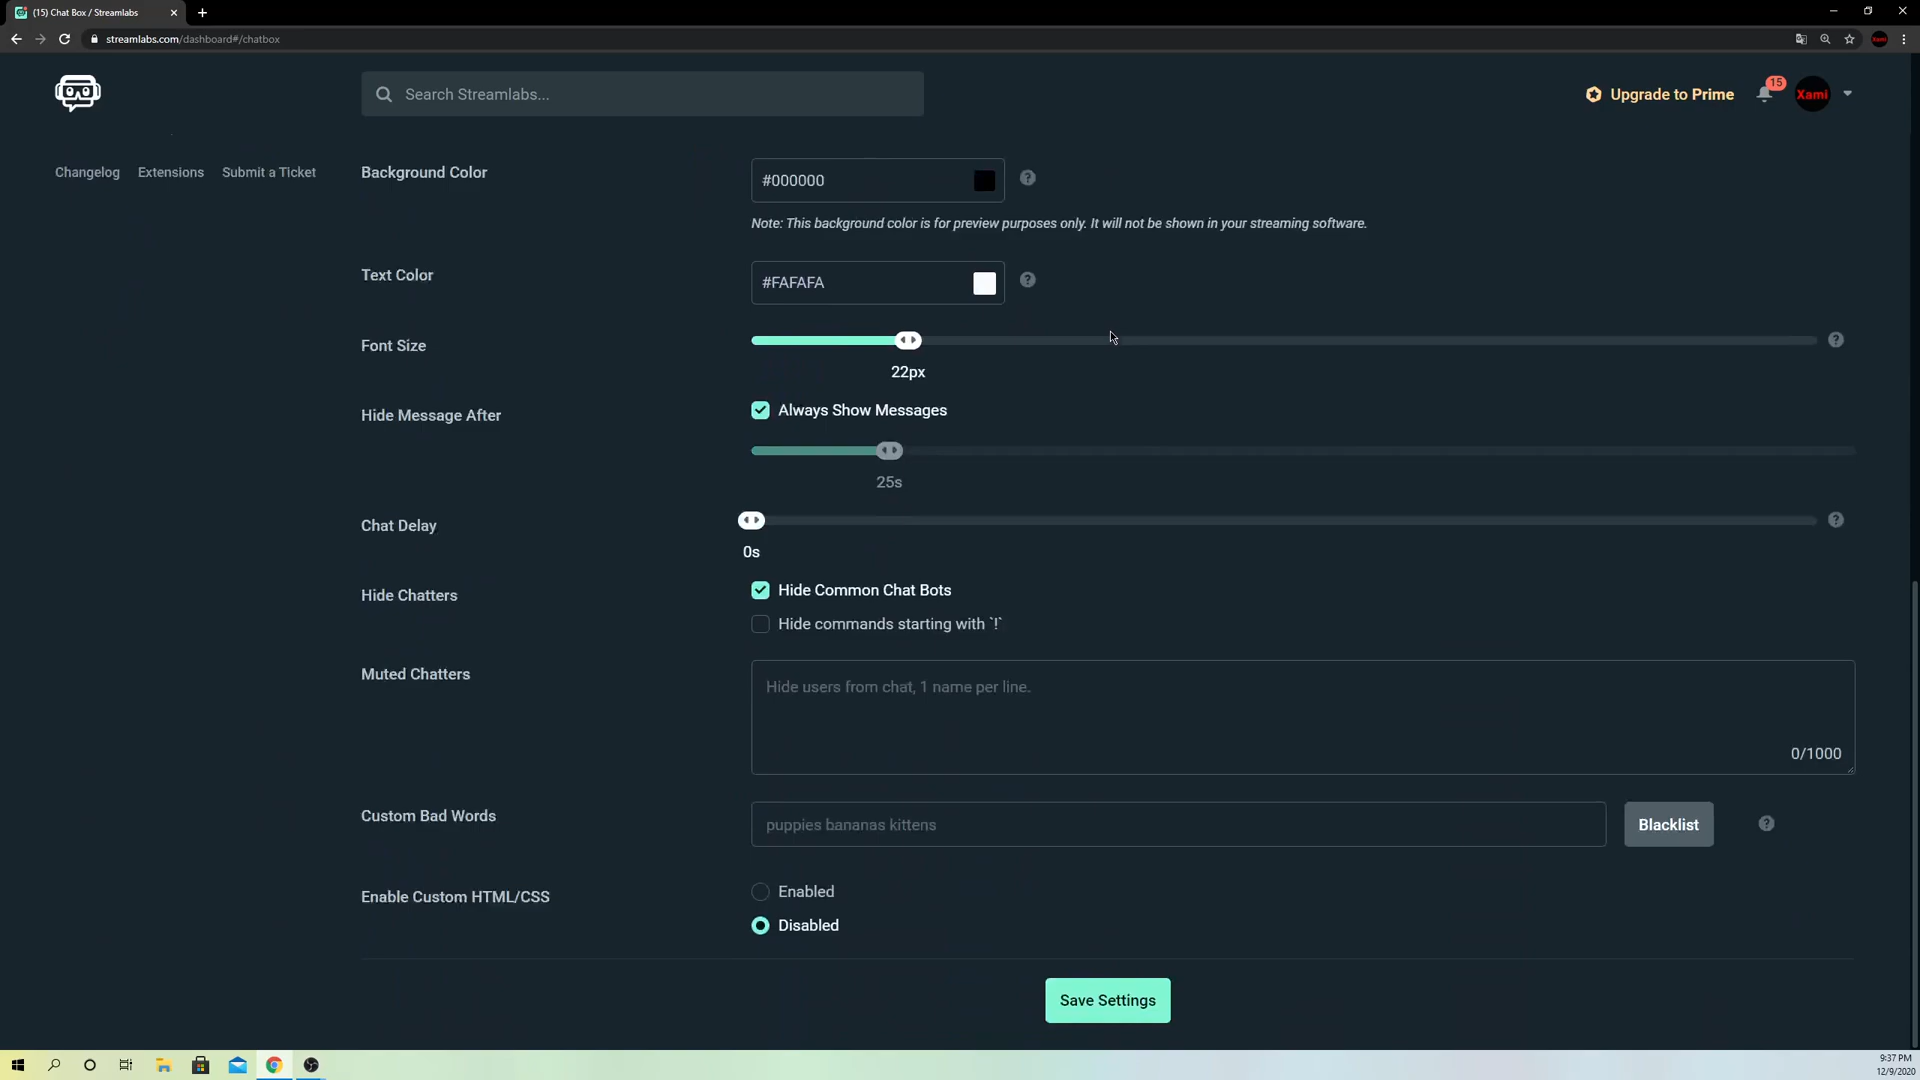 (15) Chat Box / Streamlabs
streamlabs.com/dashboard#/chatbox
Search Streamlabs...
Upgrade to Prime
15
Xami
Changelog Extensions Submit a Ticket
Background Color
#000000
Note: This background color is for preview purposes only. It will not be shown in your streaming software.
Text Color
#FAFAFA
Font Size
22px
Hide Message After
Always Show Messages
25s
Chat Delay
0s
Hide Chatters
Hide Common Chat Bots
Hide commands starting with `!`
Muted Chatters
Hide users from chat, 1 name per line.
0/1000
Custom Bad Words
puppies bananas kittens
Blacklist
Enable Custom HTML/CSS
Enabled
Disabled
Save Settings
9:37 PM
12/9/2020